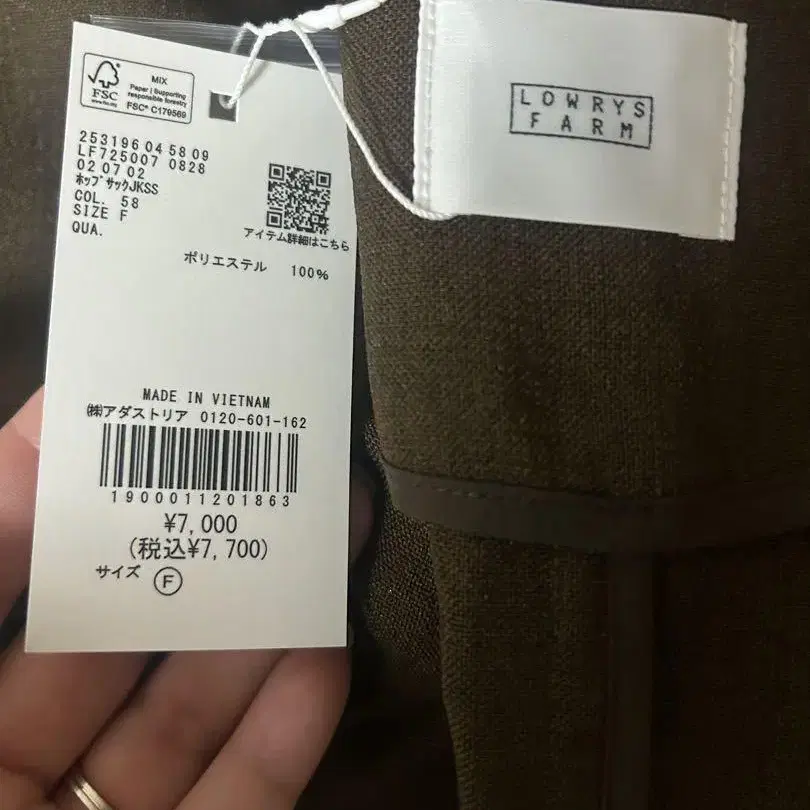 MIX
Paper | Supporting
responsible forestry
FSC
www.fsc.org
FSC® C179569
253196 04 58 09
LF725007 0828
02 07 02
ホップサックJKSS
COL. 58
SIZE F
QUA.
アイテム詳細はこちら
ポリエステル 100%
MADE IN VIETNAM
㈱アダストリア 0120-601-162
1900011201863
¥7,000
(税込¥7,700)
サイズ Ⓕ
LOWRYS
FARM